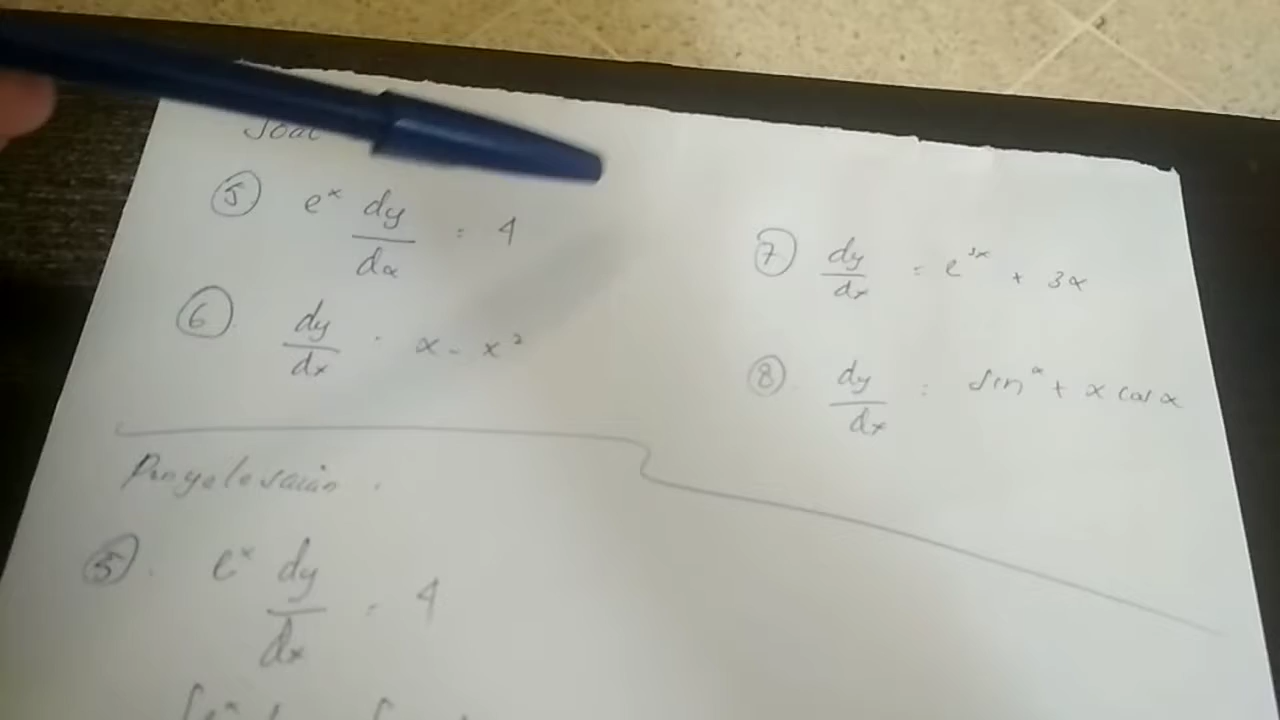 Soal
⑤ e^x dy/dx = 4
⑥ dy/dx = x - x²
⑦ dy/dx = e^{3x} + 3x
⑧ dy/dx = sin x + x cos x
Penyelesaian.
⑤. e^x dy/dx = 4